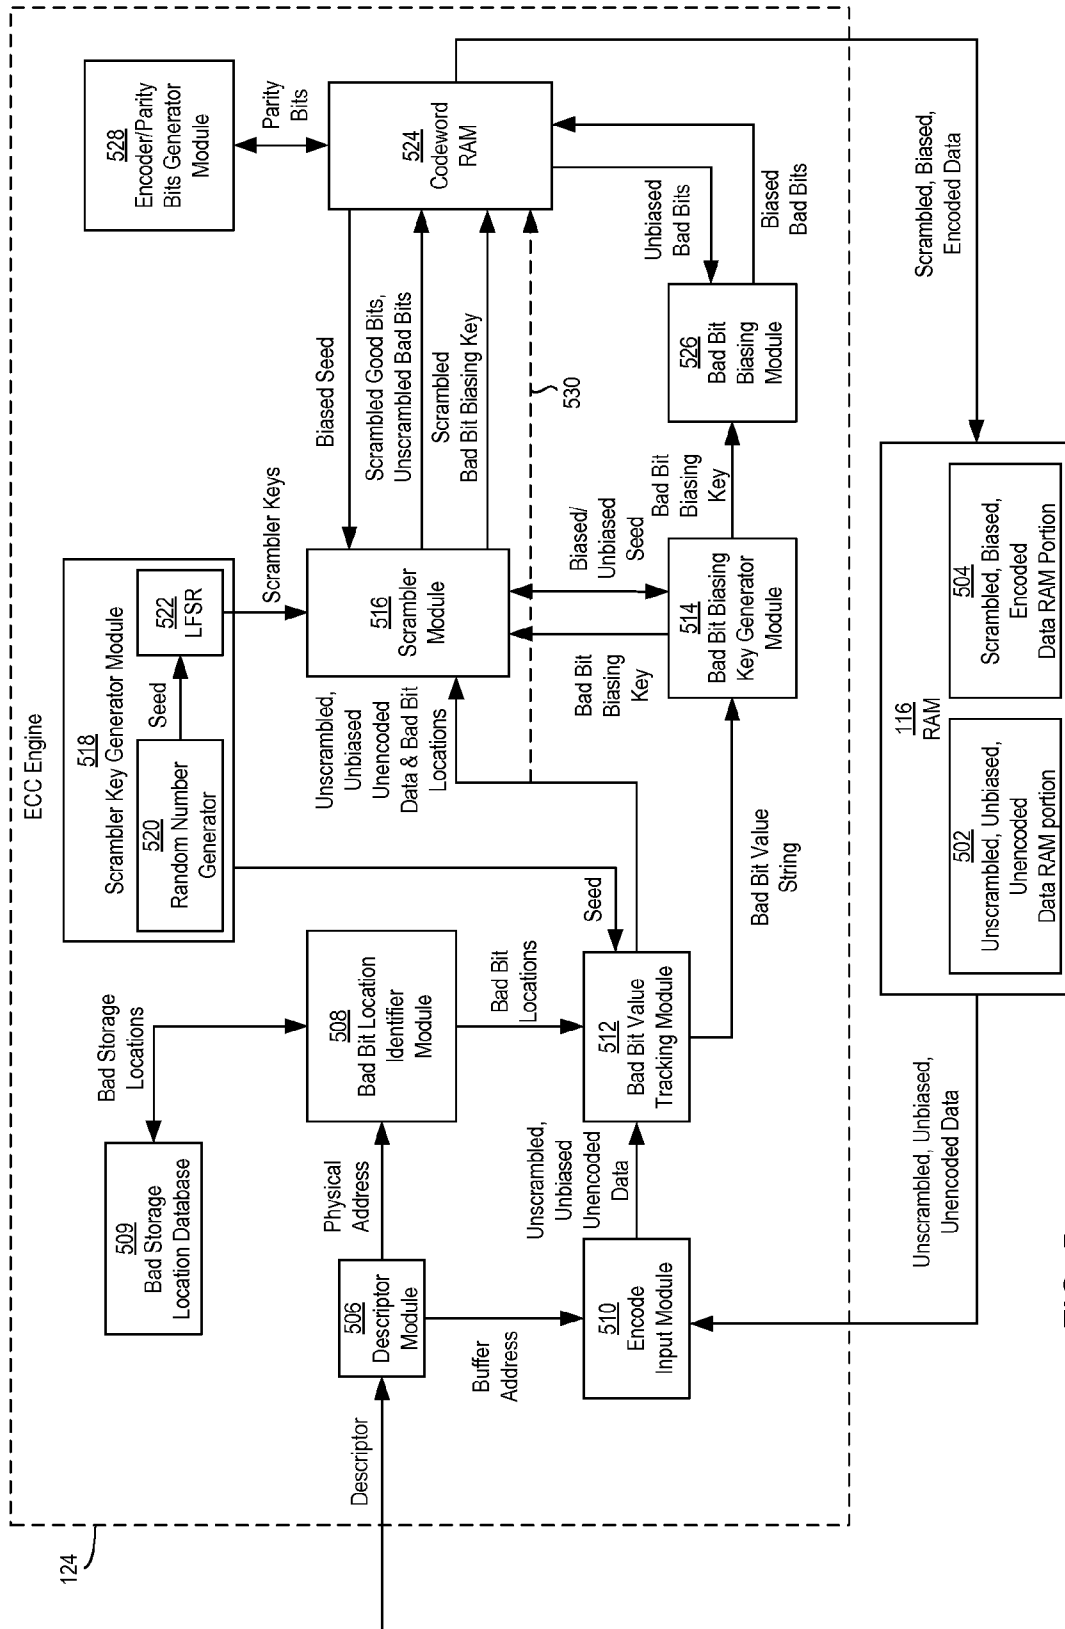 124
ECC Engine
Descriptor
506
Descriptor
Module
Physical
Address
Buffer
Address
509
Bad Storage
Location Database
Bad Storage
Locations
508
Bad Bit Location
Identifier
Module
Bad Bit
Locations
510
Encode
Input Module
Unscrambled,
Unbiased
Unencoded
Data
512
Bad Bit Value
Tracking Module
Seed
518
Scrambler Key Generator Module
520
Random Number
Generator
Seed
522
LFSR
Scrambler Keys
Unscrambled,
Unbiased
Unencoded
Data & Bad Bit
Locations
Bad Bit Value
String
514
Bad Bit Biasing
Key Generator
Module
Bad Bit
Biasing
Key
Biased/
Unbiased
Seed
Bad Bit
Biasing
Key
516
Scrambler
Module
Biased Seed
Scrambled Good Bits,
Unscrambled Bad Bits
Scrambled
Bad Bit Biasing Key
530
526
Bad Bit
Biasing
Module
Unbiased
Bad Bits
Biased
Bad Bits
524
Codeword
RAM
Parity
Bits
528
Encoder/Parity
Bits Generator
Module
Scrambled, Biased,
Encoded Data
Unscrambled, Unbiased,
Unencoded Data
116
RAM
502
Unscrambled, Unbiased,
Unencoded
Data RAM portion
504
Scrambled, Biased,
Encoded
Data RAM Portion